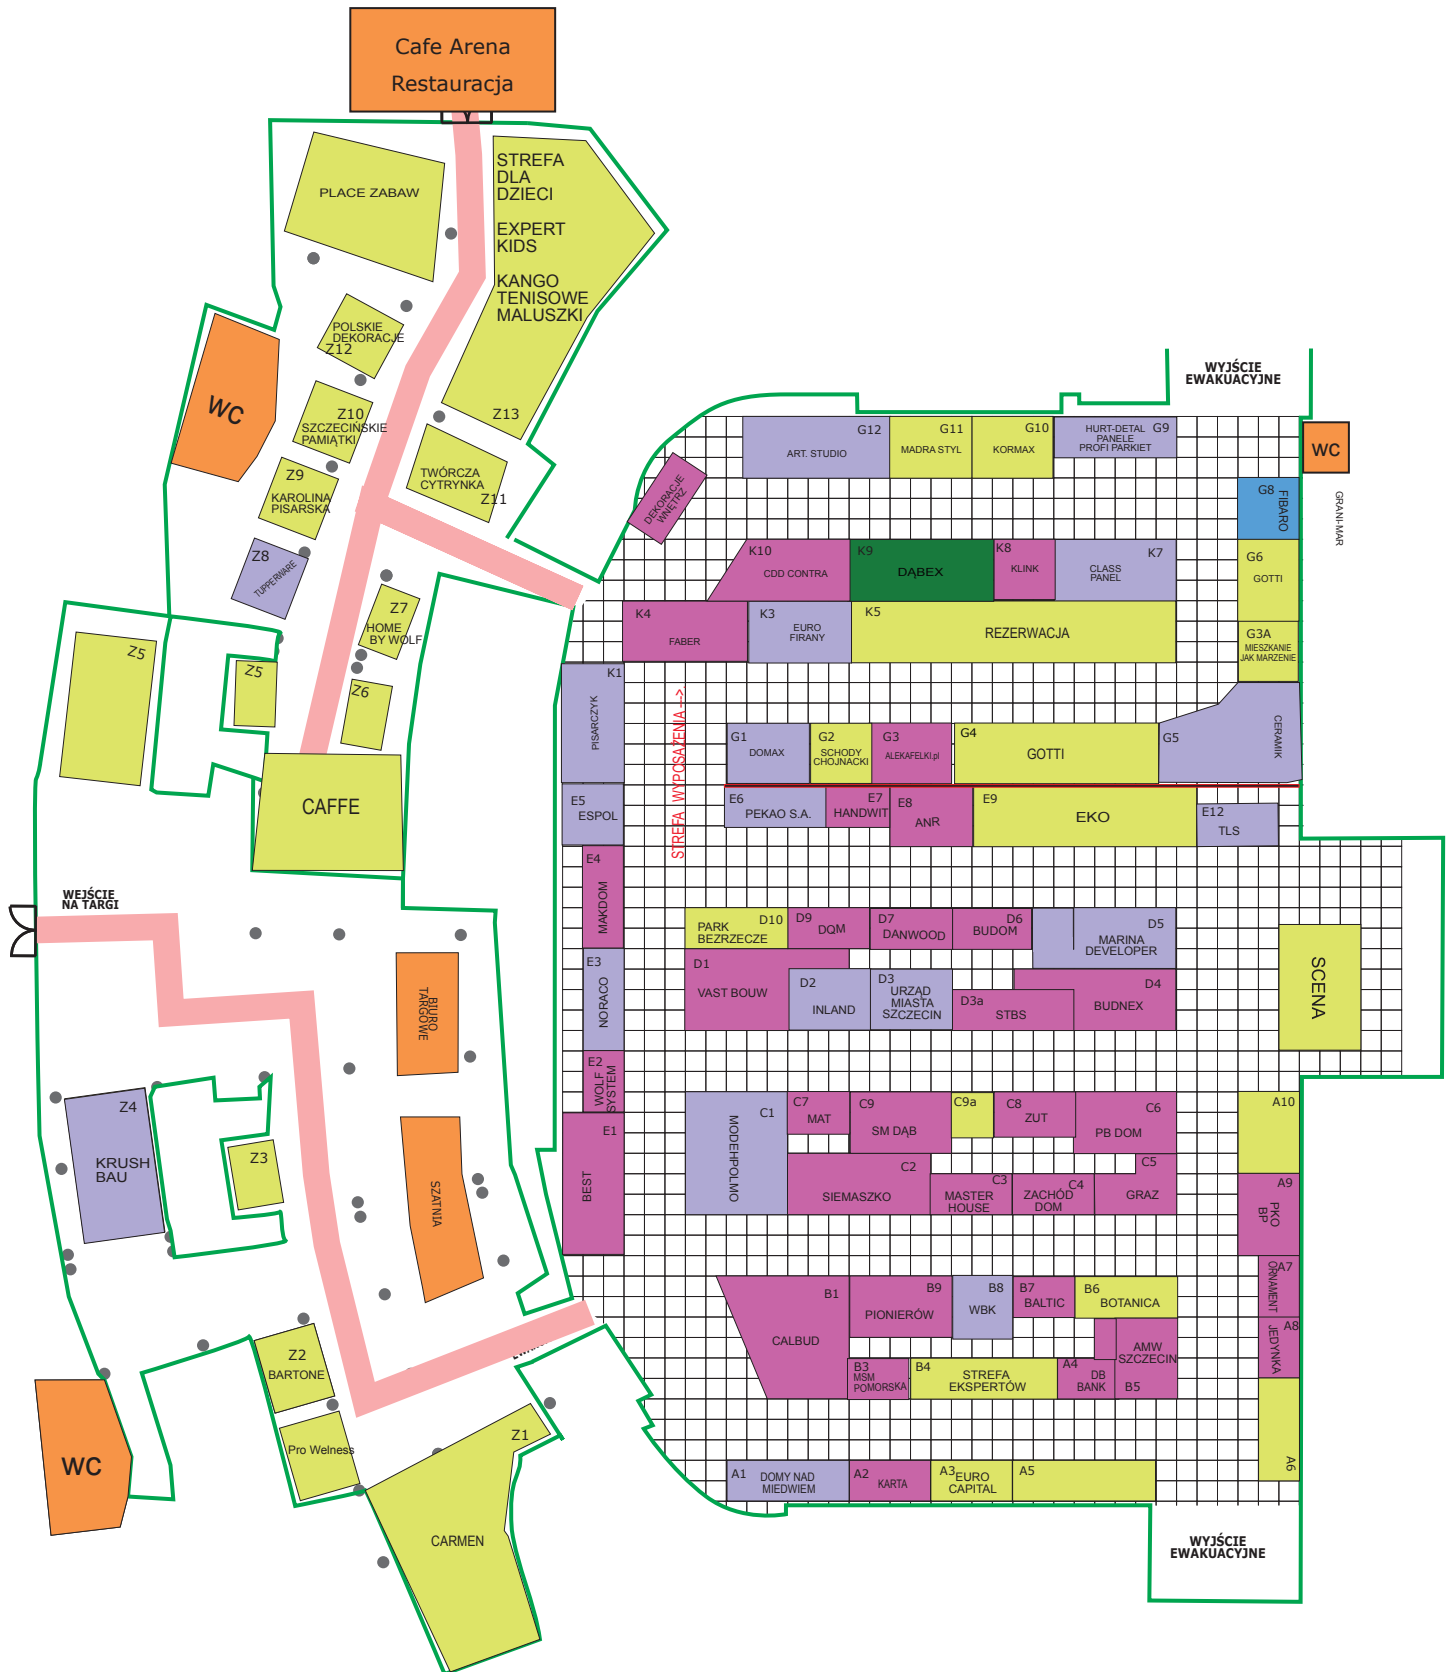 Cafe Arena
Restauracja
PLACE ZABAW
STREFA
DLA
DZIECI
EXPERT
KIDS
KANGO
TENISOWE
MALUSZKI
Z13
POLSKIE
DEKORACJE
Z12
WC
Z10
SZCZECIŃSKIE
PAMIĄTKI
Z9
KAROLINA
PISARSKA
TWÓRCZA
CYTRYNKA
Z11
Z8
TUPPERWARE
Z7
HOME
BY WOLF
Z6
Z5
Z5
CAFFE
WEJŚCIE
NA TARGI
BIURO
TARGOWE
SZATNIA
Z4
KRUSH
BAU
Z3
Z2
BARTONE
Pro Welness
WC
Z1
CARMEN
WYJŚCIE
EWAKUACYJNE
WC
GRANI-MAR
DEKORACJE
WNĘTRZ
G12
ART. STUDIO
G11
MADRA STYL
G10
KORMAX
HURT-DETAL G9
PANELE
PROFI PARKIET
G8
FIBARO
G6
GOTTI
G3A
MIESZKANIE
JAK MARZENIE
K10
CDD CONTRA
K9
DĄBEX
K8
KLINK
K7
CLASS
PANEL
K4
FABER
K3
EURO
FIRANY
K5
REZERWACJA
K1
PISARCZYK
STREFA WYPOSAŻENIA --->
G1
DOMAX
G2
SCHODY
CHOJNACKI
G3
ALEKAFELKI.pl
G4
GOTTI
G5
CERAMIK
E5
ESPOL
E6
PEKAO S.A.
E7
HANDWIT
E8
ANR
E9
EKO
E12
TLS
E4
MAKDOM
E3
NORACO
E2
WOLF
SYSTEM
E1
BEST
D10
PARK
BEZRZECZE
D9
DQM
D7
DANWOOD
D6
BUDOM
D5
MARINA
DEVELOPER
D1
VAST BOUW
D2
INLAND
D3
URZĄD
MIASTA
SZCZECIN
D3a
STBS
D4
BUDNEX
SCENA
C1
MODEHPOLMO
C7
MAT
C9
SM DĄB
C9a
C8
ZUT
C6
PB DOM
C2
SIEMASZKO
C3
MASTER
HOUSE
C4
ZACHÓD
DOM
C5
GRAZ
A10
A9
PKO
BP
A7
ORNAMENT
A8
JEDYNKA
A6
B1
CALBUD
B9
PIONIERÓW
B8
WBK
B7
BALTIC
B6
BOTANICA
B3
MSM
POMORSKA
B4
STREFA
EKSPERTÓW
A4
DB
BANK
AMW
SZCZECIN
B5
A1
DOMY NAD
MIEDWIEM
A2
KARTA
A3
EURO
CAPITAL
A5
WYJŚCIE
EWAKUACYJNE